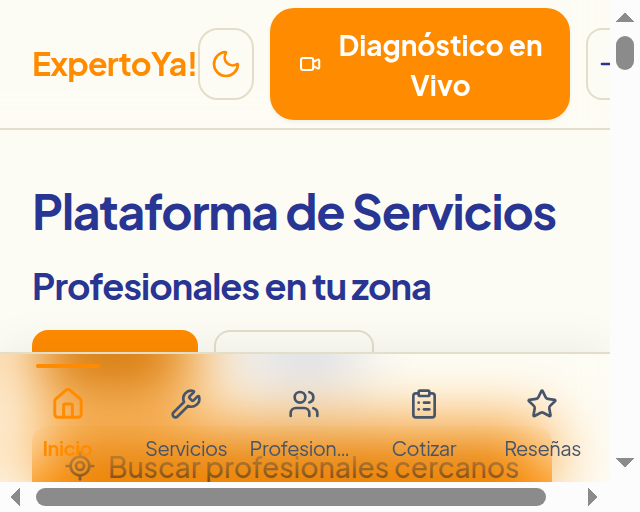 ExpertoYa!
Diagnóstico en
Vivo
Plataforma de Servicios
Profesionales en tu zona
Inicio
Servicios
Profesion...
Cotizar
Reseñas
Buscar profesionales cercanos